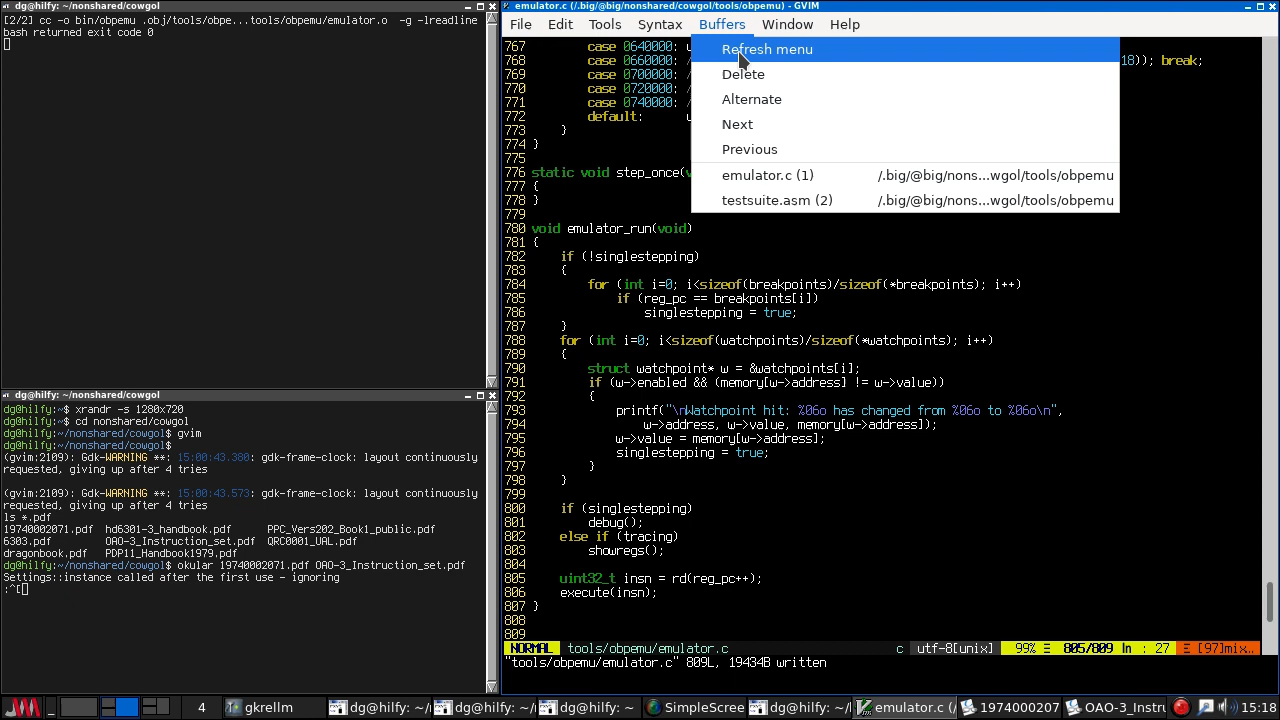 dg@hilfy: ~/nonshared/cowgol
[2/21] cc -o bin/obpemu .obj/tools/obpe...tools/obpemu/emulator.o  -g -lreadline
bash returned exit code 0
dg@hilfy: ~/nonshared/cowgol
dg@hilfy:~$ xrandr -s 1280x720
dg@hilfy:~$ cd nonshared/cowgol
dg@hilfy:~/nonshared/cowgol$ gvim
dg@hilfy:~/nonshared/cowgol$
(gvim:2109): Gdk-WARNING **: 15:00:43.380: gdk-frame-clock: layout continuously
requested, giving up after 4 tries
(gvim:2109): Gdk-WARNING **: 15:00:43.573: gdk-frame-clock: layout continuously
requested, giving up after 4 tries
ls *.pdf
19740002071.pdf  hd6301-3_handbook.pdf      PPC_Vers202_Book1_public.pdf
6303.pdf         OAO-3_Instruction_set.pdf  QRC0001_UAL.pdf
dragonbook.pdf   PDP11_Handbook1979.pdf
dg@hilfy:~/nonshared/cowgol$ okular 19740002071.pdf OAO-3_Instruction_set.pdf
Settings::instance called after the first use - ignoring
:^[
emulator.c (/.big/@big/nonshared/cowgol/tools/obpemu) - GVIM
File Edit Tools Syntax Buffers Window Help
Refresh menu
Delete
Alternate
Next
Previous
emulator.c (1) /.big/@big/nons...wgol/tools/obpemu
testsuite.asm (2) /.big/@big/nons...wgol/tools/obpemu
767         case 0640000: u
768         case 0660000: / 18)); break;
769         case 0700000: /
770         case 0720000: /
771         case 0740000: /
772         default:      u
773     }
774 }
775
776 static void step_once(v
777 {
778 }
779
780 void emulator_run(void)
781 {
782     if (!singlestepping)
783     {
784         for (int i=0; i<sizeof(breakpoints)/sizeof(*breakpoints); i++)
785             if (reg_pc == breakpoints[i])
786                 singlestepping = true;
787     }
788     for (int i=0; i<sizeof(watchpoints)/sizeof(*watchpoints); i++)
789     {
790         struct watchpoint* w = &watchpoints[i];
791         if (w->enabled && (memory[w->address] != w->value))
792         {
793             printf("\nWatchpoint hit: %06o has changed from %06o to %06o\n",
794                 w->address, w->value, memory[w->address]);
795             w->value = memory[w->address];
796             singlestepping = true;
797         }
798     }
799
800     if (singlestepping)
801         debug();
802     else if (tracing)
803         showregs();
804
805     uint32_t insn = rd(reg_pc++);
806     execute(insn);
807 }
808
809
NORMAL tools/obpemu/emulator.c c utf-8[unix] 99% Ξ 805/809 ln : 27 Ξ [97]mix…
"tools/obpemu/emulator.c" 809L, 19434B written
4 gkrellm dg@hilfy: ~/ dg@hilfy: ~/ dg@hilfy: ~ SimpleScree dg@hilfy: ~/ emulator.c (/ 1974000207 OAO-3_Instru 15:18